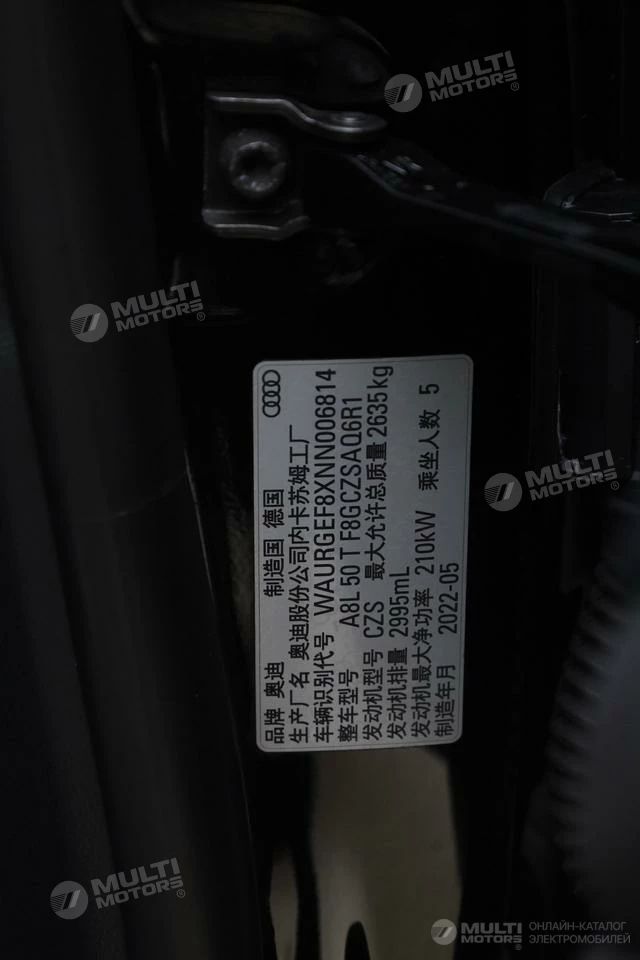 品牌 奥迪 制造国 德国
生产厂名 奥迪股份公司内卡苏姆工厂
车辆识别代号 WAURGEF8XNN006814
整车型号 A8L 50 T F8GCZSAQ6R1
发动机型号 CZS 最大允许总质量 2635kg
发动机排量 2995mL
发动机最大净功率 210kW 乘坐人数 5
制造年月 2022-05
MULTI
MOTORS®
MULTI
MOTORS®
MULTI
MOTORS®
MULTI
MOTORS®
MULTI
MOTORS®
ОНЛАЙН-КАТАЛОГ
ЭЛЕКТРОМОБИЛЕЙ